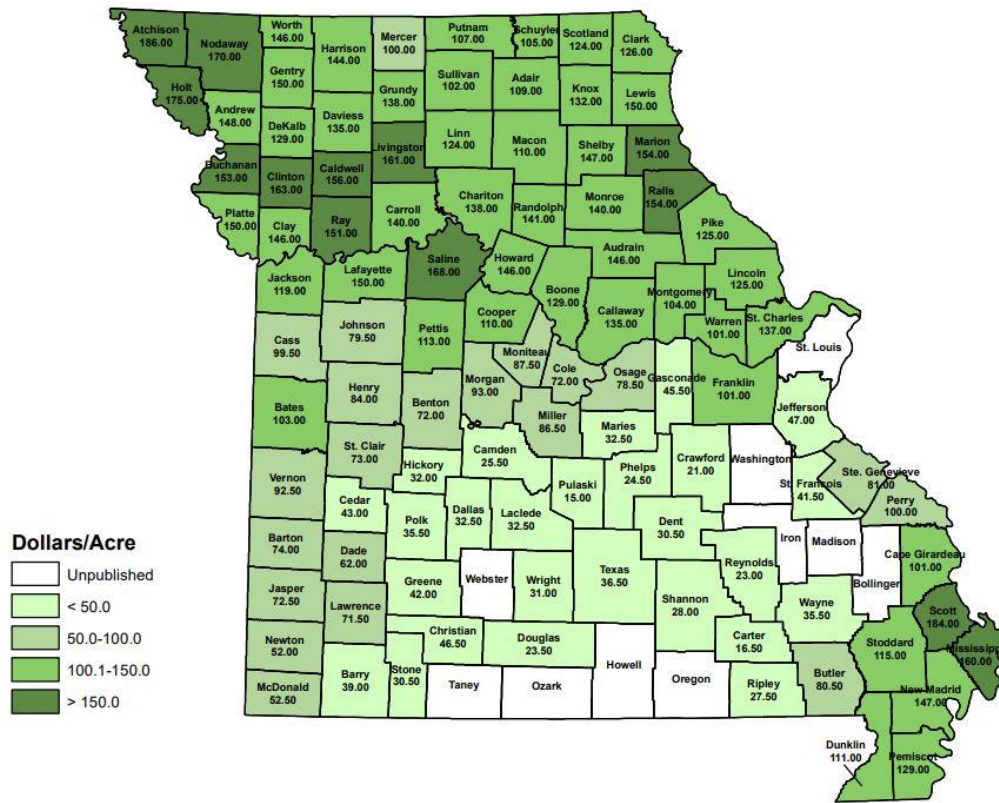 Atchison
186.00
Nodaway
170.00
Worth
146.00
Harrison
144.00
Mercer
100.00
Putnam
107.00
Schuyler
105.00
Scotland
124.00
Clark
126.00
Holt
175.00
Gentry
150.00
Andrew
148.00
DeKalb
129.00
Daviess
135.00
Grundy
138.00
Sullivan
102.00
Adair
109.00
Knox
132.00
Lewis
150.00
Buchanan
153.00
Clinton
163.00
Caldwell
156.00
Livingston
161.00
Linn
124.00
Macon
110.00
Shelby
147.00
Marion
154.00
Platte
150.00
Clay
146.00
Ray
151.00
Carroll
140.00
Chariton
138.00
Randolph
141.00
Monroe
140.00
Ralls
154.00
Pike
125.00
Jackson
119.00
Lafayette
150.00
Saline
168.00
Howard
146.00
Boone
129.00
Audrain
146.00
Callaway
135.00
Montgomery
104.00
Lincoln
125.00
Warren
101.00
St. Charles
137.00
St. Louis
Cass
99.50
Johnson
79.50
Pettis
113.00
Cooper
110.00
Moniteau
87.50
Cole
72.00
Osage
78.50
Gasconade
45.50
Franklin
101.00
Jefferson
47.00
Bates
103.00
Henry
84.00
Benton
72.00
Morgan
93.00
Miller
86.50
Maries
32.50
St. Clair
73.00
Hickory
32.00
Camden
25.50
Pulaski
15.00
Phelps
24.50
Crawford
21.00
Washington
St. Francois
41.50
Ste. Genevieve
81.00
Perry
100.00
Vernon
92.50
Cedar
43.00
Polk
35.50
Dallas
32.50
Laclede
32.50
Dent
30.50
Iron
Madison
Bollinger
Cape Girardeau
101.00
Barton
74.00
Dade
62.00
Greene
42.00
Webster
Wright
31.00
Texas
36.50
Shannon
28.00
Reynolds
23.00
Wayne
35.50
Scott
184.00
Mississippi
160.00
Jasper
72.50
Lawrence
71.50
Christian
46.50
Douglas
23.50
Howell
Oregon
Carter
16.50
Ripley
27.50
Butler
80.50
Stoddard
115.00
New Madrid
147.00
Newton
52.00
McDonald
52.50
Barry
39.00
Stone
30.50
Taney
Ozark
Dunklin
111.00
Pemiscot
129.00
Dollars/Acre
Unpublished
< 50.0
50.0-100.0
100.1-150.0
> 150.0